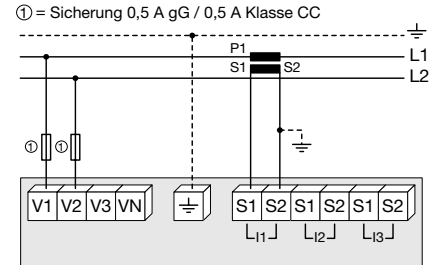 ① = Sicherung 0,5 A gG / 0,5 A Klasse CC
P1
L1
S1 S2
L2
① ①
V1 V2 V3 VN S1 S2 S1 S2 S1 S2
I1 I2 I3